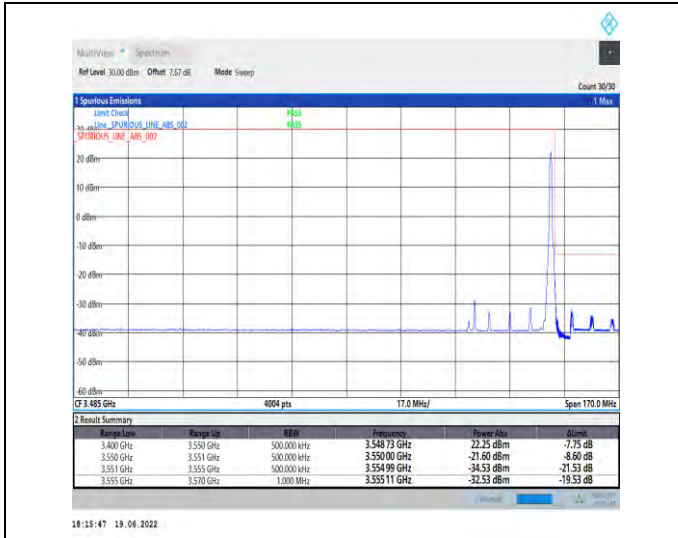 MultiView Spectrum
Ref Level 30.00 dBm Offset 7.67 dB Mode Sweep
Count 30/30
1 Spurious Emissions 1 Max
Limit Check PASS
Line _SPURIOUS_LINE_ABS_002 PASS
_SPURIOUS_LINE_ABS_002
20 dBm
10 dBm
0 dBm
-10 dBm
-20 dBm
-30 dBm
-40 dBm
-50 dBm
-60 dBm
CF 3.485 GHz 4004 pts 17.0 MHz/ Span 170.0 MHz
2 Result Summary
Range Low Range Up RBW Frequency Power Abs ΔLimit
3.400 GHz 3.550 GHz 500.000 kHz 3.548 73 GHz 22.25 dBm -7.75 dB
3.550 GHz 3.551 GHz 500.000 kHz 3.550 00 GHz -21.60 dBm -8.60 dB
3.551 GHz 3.555 GHz 500.000 kHz 3.554 99 GHz -34.53 dBm -21.53 dB
3.555 GHz 3.570 GHz 1.000 MHz 3.555 11 GHz -32.53 dBm -19.53 dB
18:15:47 19.06.2022